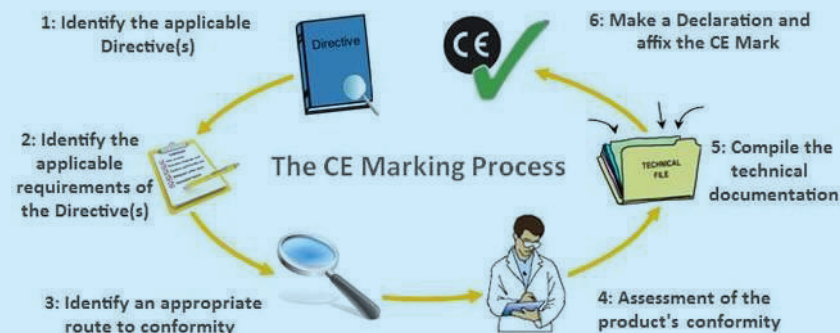 1: Identify the applicable
Directive(s)
Directive
CE
6: Make a Declaration and
affix the CE Mark
2: Identify the
applicable
requirements of
the Directive(s)
The CE Marking Process
TECHNICAL
FILE
5: Compile the
technical
documentation
3: Identify an appropriate
route to conformity
4: Assessment of the
product's conformity